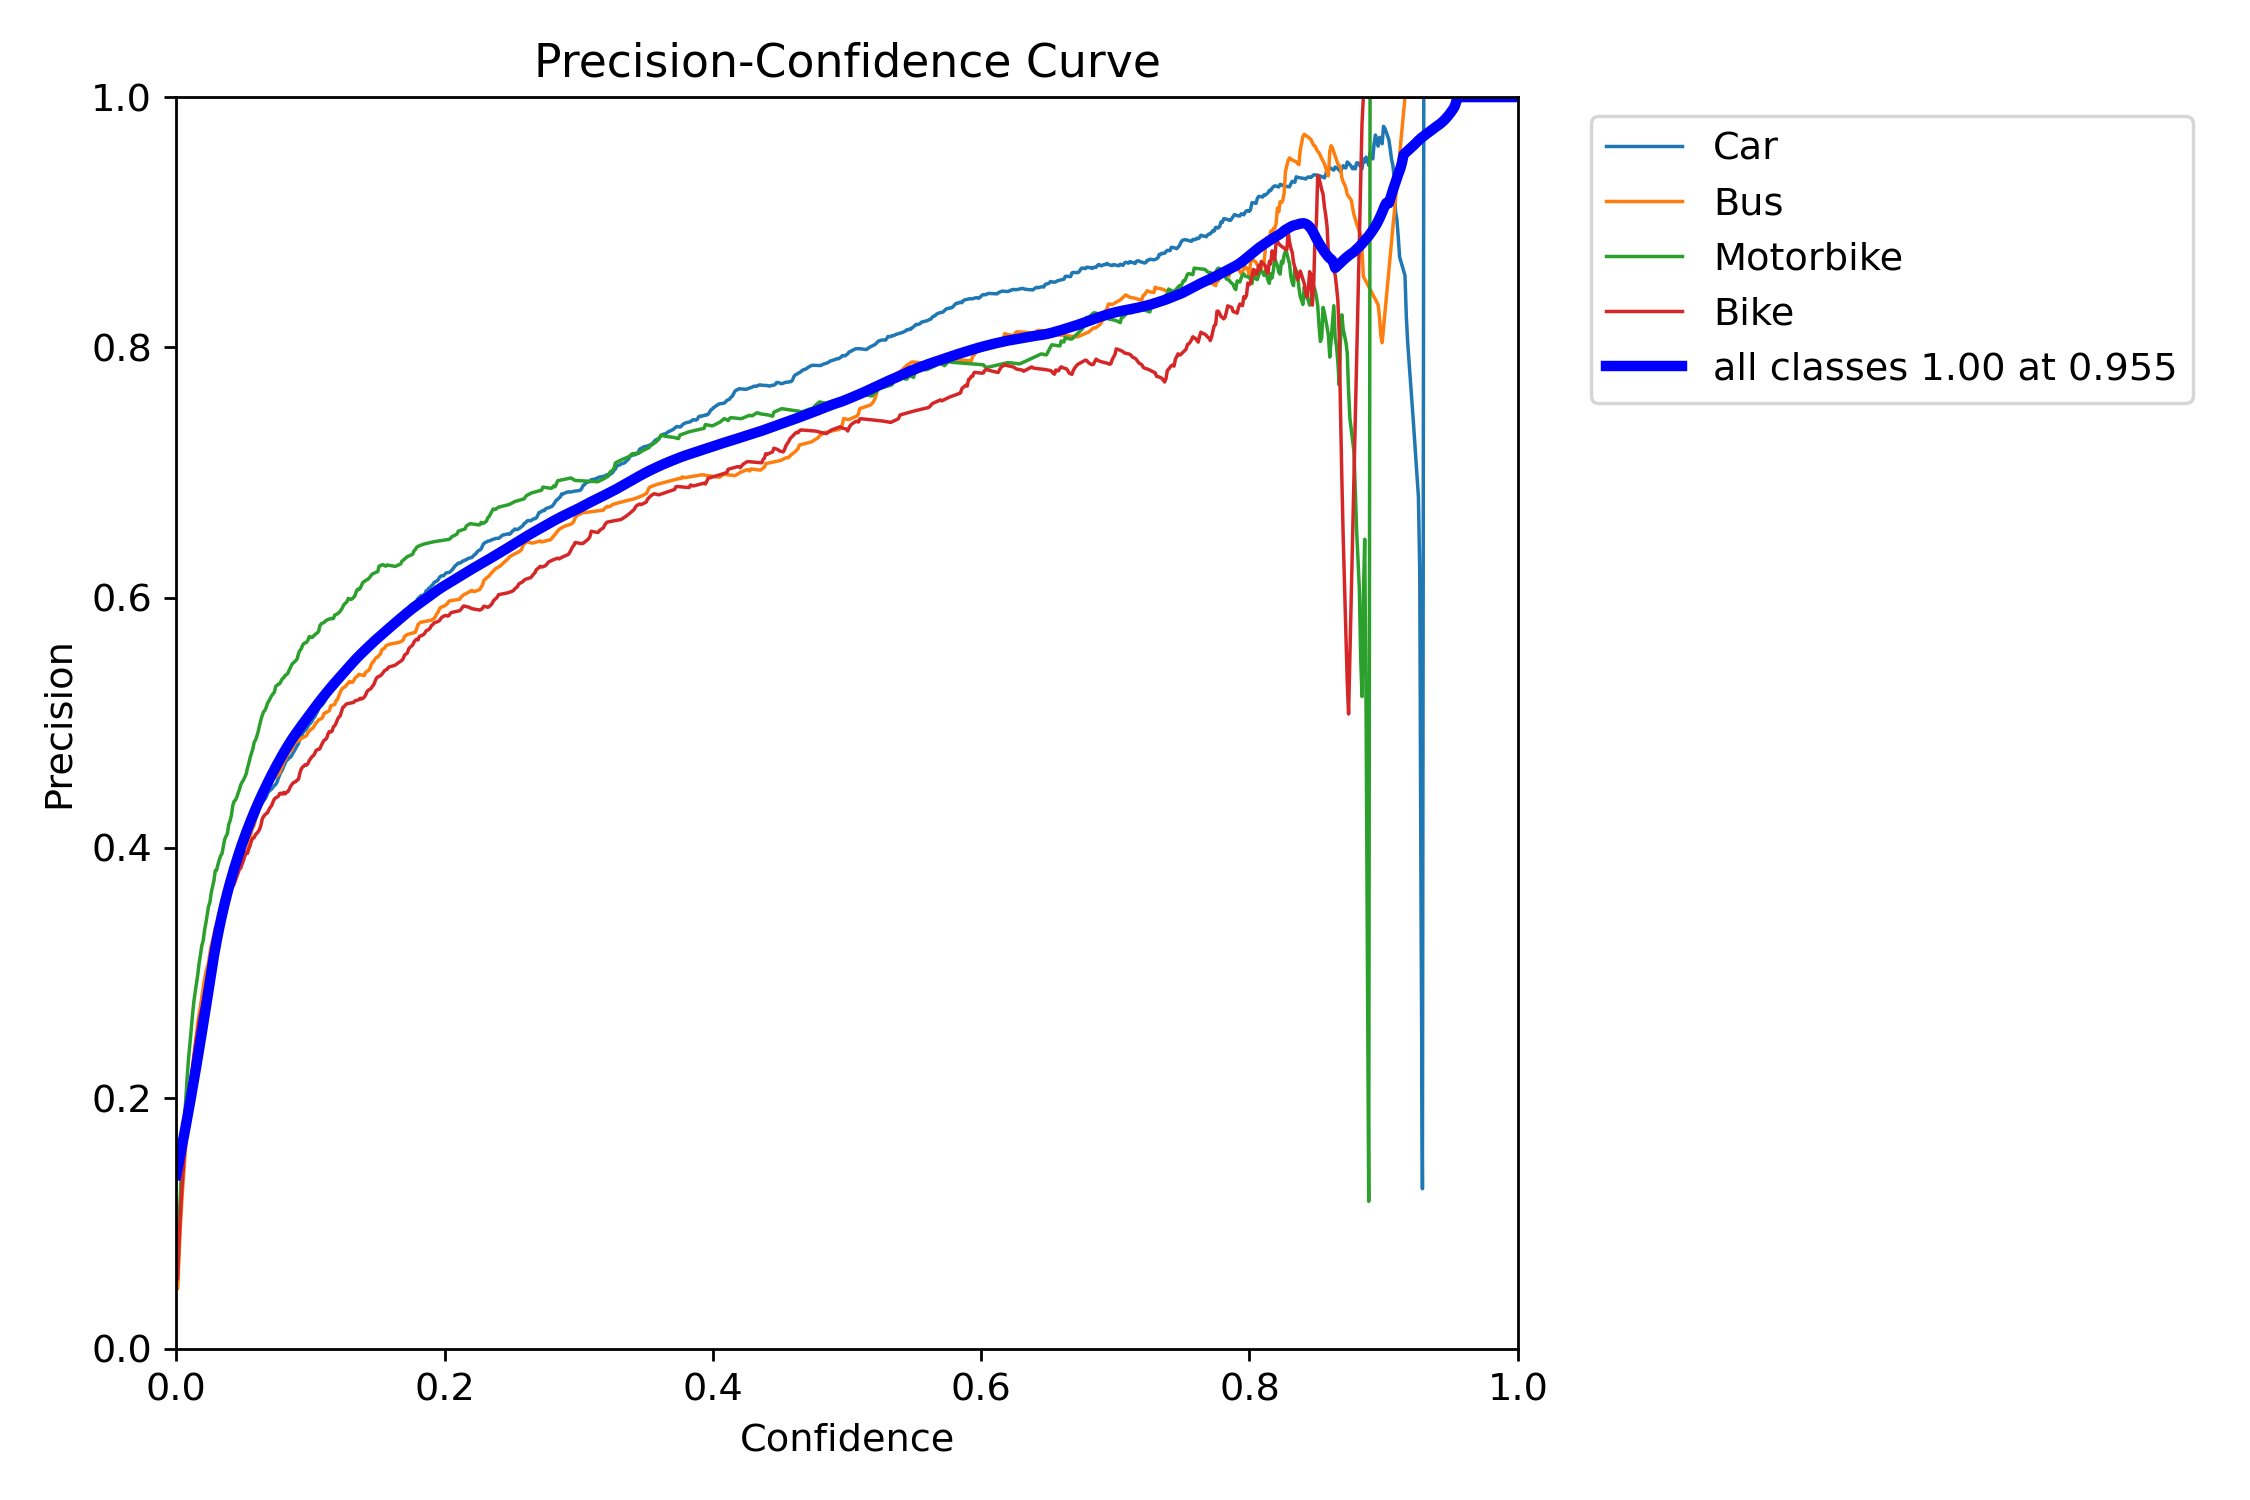 Precision-Confidence Curve
1.0
0.8
0.6
0.4
0.2
0.0
Precision
0.0 0.2 0.4 0.6 0.8 1.0
Confidence
Car
Bus
Motorbike
Bike
all classes 1.00 at 0.955